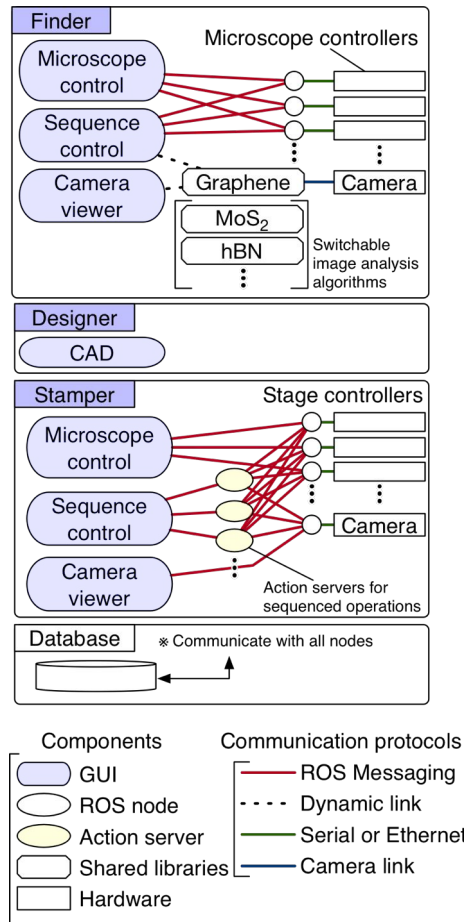 Finder
Microscope controllers
Microscope
control
Sequence
control
Camera
viewer
Graphene
Camera
MoS₂
hBN
Switchable
image analysis
algorithms
Designer
CAD
Stamper
Stage controllers
Microscope
control
Sequence
control
Camera
Camera
viewer
Action servers for
sequenced operations
Database
※ Communicate with all nodes
Components
GUI
ROS node
Action server
Shared libraries
Hardware
Communication protocols
ROS Messaging
Dynamic link
Serial or Ethernet
Camera link